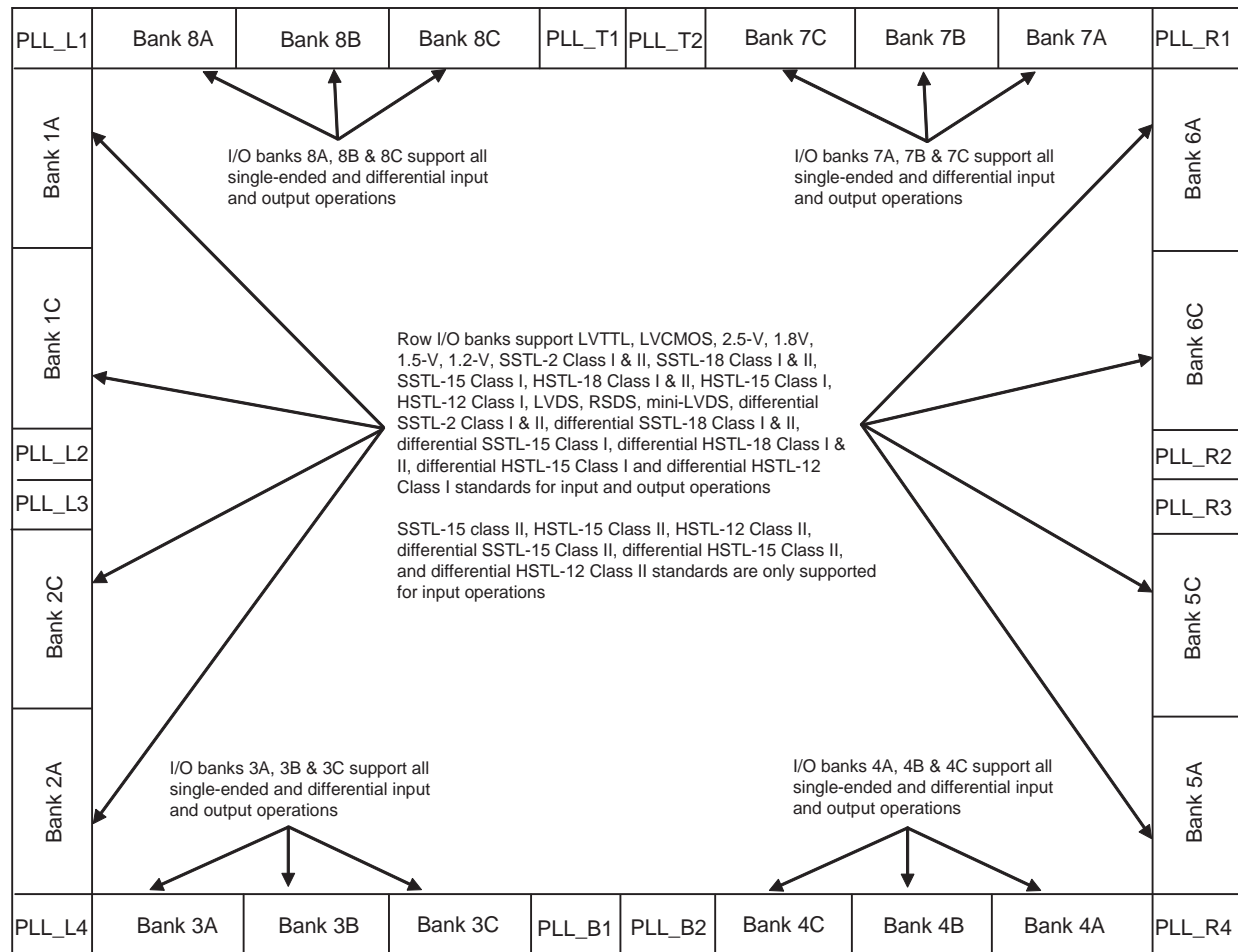 PLL_L1 Bank 8A Bank 8B Bank 8C PLL_T1 PLL_T2 Bank 7C Bank 7B Bank 7A PLL_R1
Bank 1A
Bank 6A
I/O banks 8A, 8B & 8C support all
single-ended and differential input
and output operations
I/O banks 7A, 7B & 7C support all
single-ended and differential input
and output operations
Bank 1C
Bank 6C
Row I/O banks support LVTTL, LVCMOS, 2.5-V, 1.8V,
1.5-V, 1.2-V, SSTL-2 Class I & II, SSTL-18 Class I & II,
SSTL-15 Class I, HSTL-18 Class I & II, HSTL-15 Class I,
HSTL-12 Class I, LVDS, RSDS, mini-LVDS, differential
SSTL-2 Class I & II, differential SSTL-18 Class I & II,
differential SSTL-15 Class I, differential HSTL-18 Class I &
II, differential HSTL-15 Class I and differential HSTL-12
Class I standards for input and output operations
SSTL-15 class II, HSTL-15 Class II, HSTL-12 Class II,
differential SSTL-15 Class II, differential HSTL-15 Class II,
and differential HSTL-12 Class II standards are only supported
for input operations
PLL_L2
PLL_R2
PLL_L3
PLL_R3
Bank 2C
Bank 5C
Bank 2A
Bank 5A
I/O banks 3A, 3B & 3C support all
single-ended and differential input
and output operations
I/O banks 4A, 4B & 4C support all
single-ended and differential input
and output operations
PLL_L4 Bank 3A Bank 3B Bank 3C PLL_B1 PLL_B2 Bank 4C Bank 4B Bank 4A PLL_R4